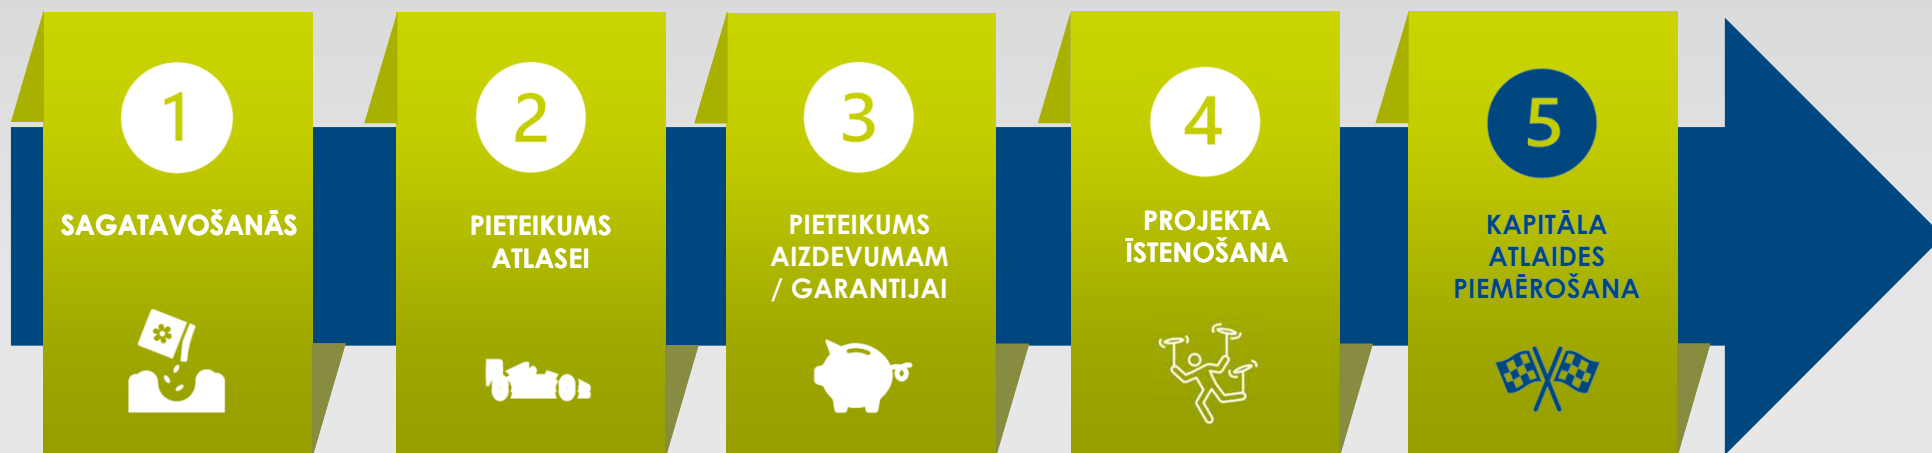 1
SAGATAVOŠANĀS
2
PIETEIKUMS
ATLASEI
3
PIETEIKUMS
AIZDEVUMAM
/ GARANTIJAI
4
PROJEKTA
ĪSTENOŠANA
5
KAPITĀLA
ATLAIDES
PIEMĒROŠANA